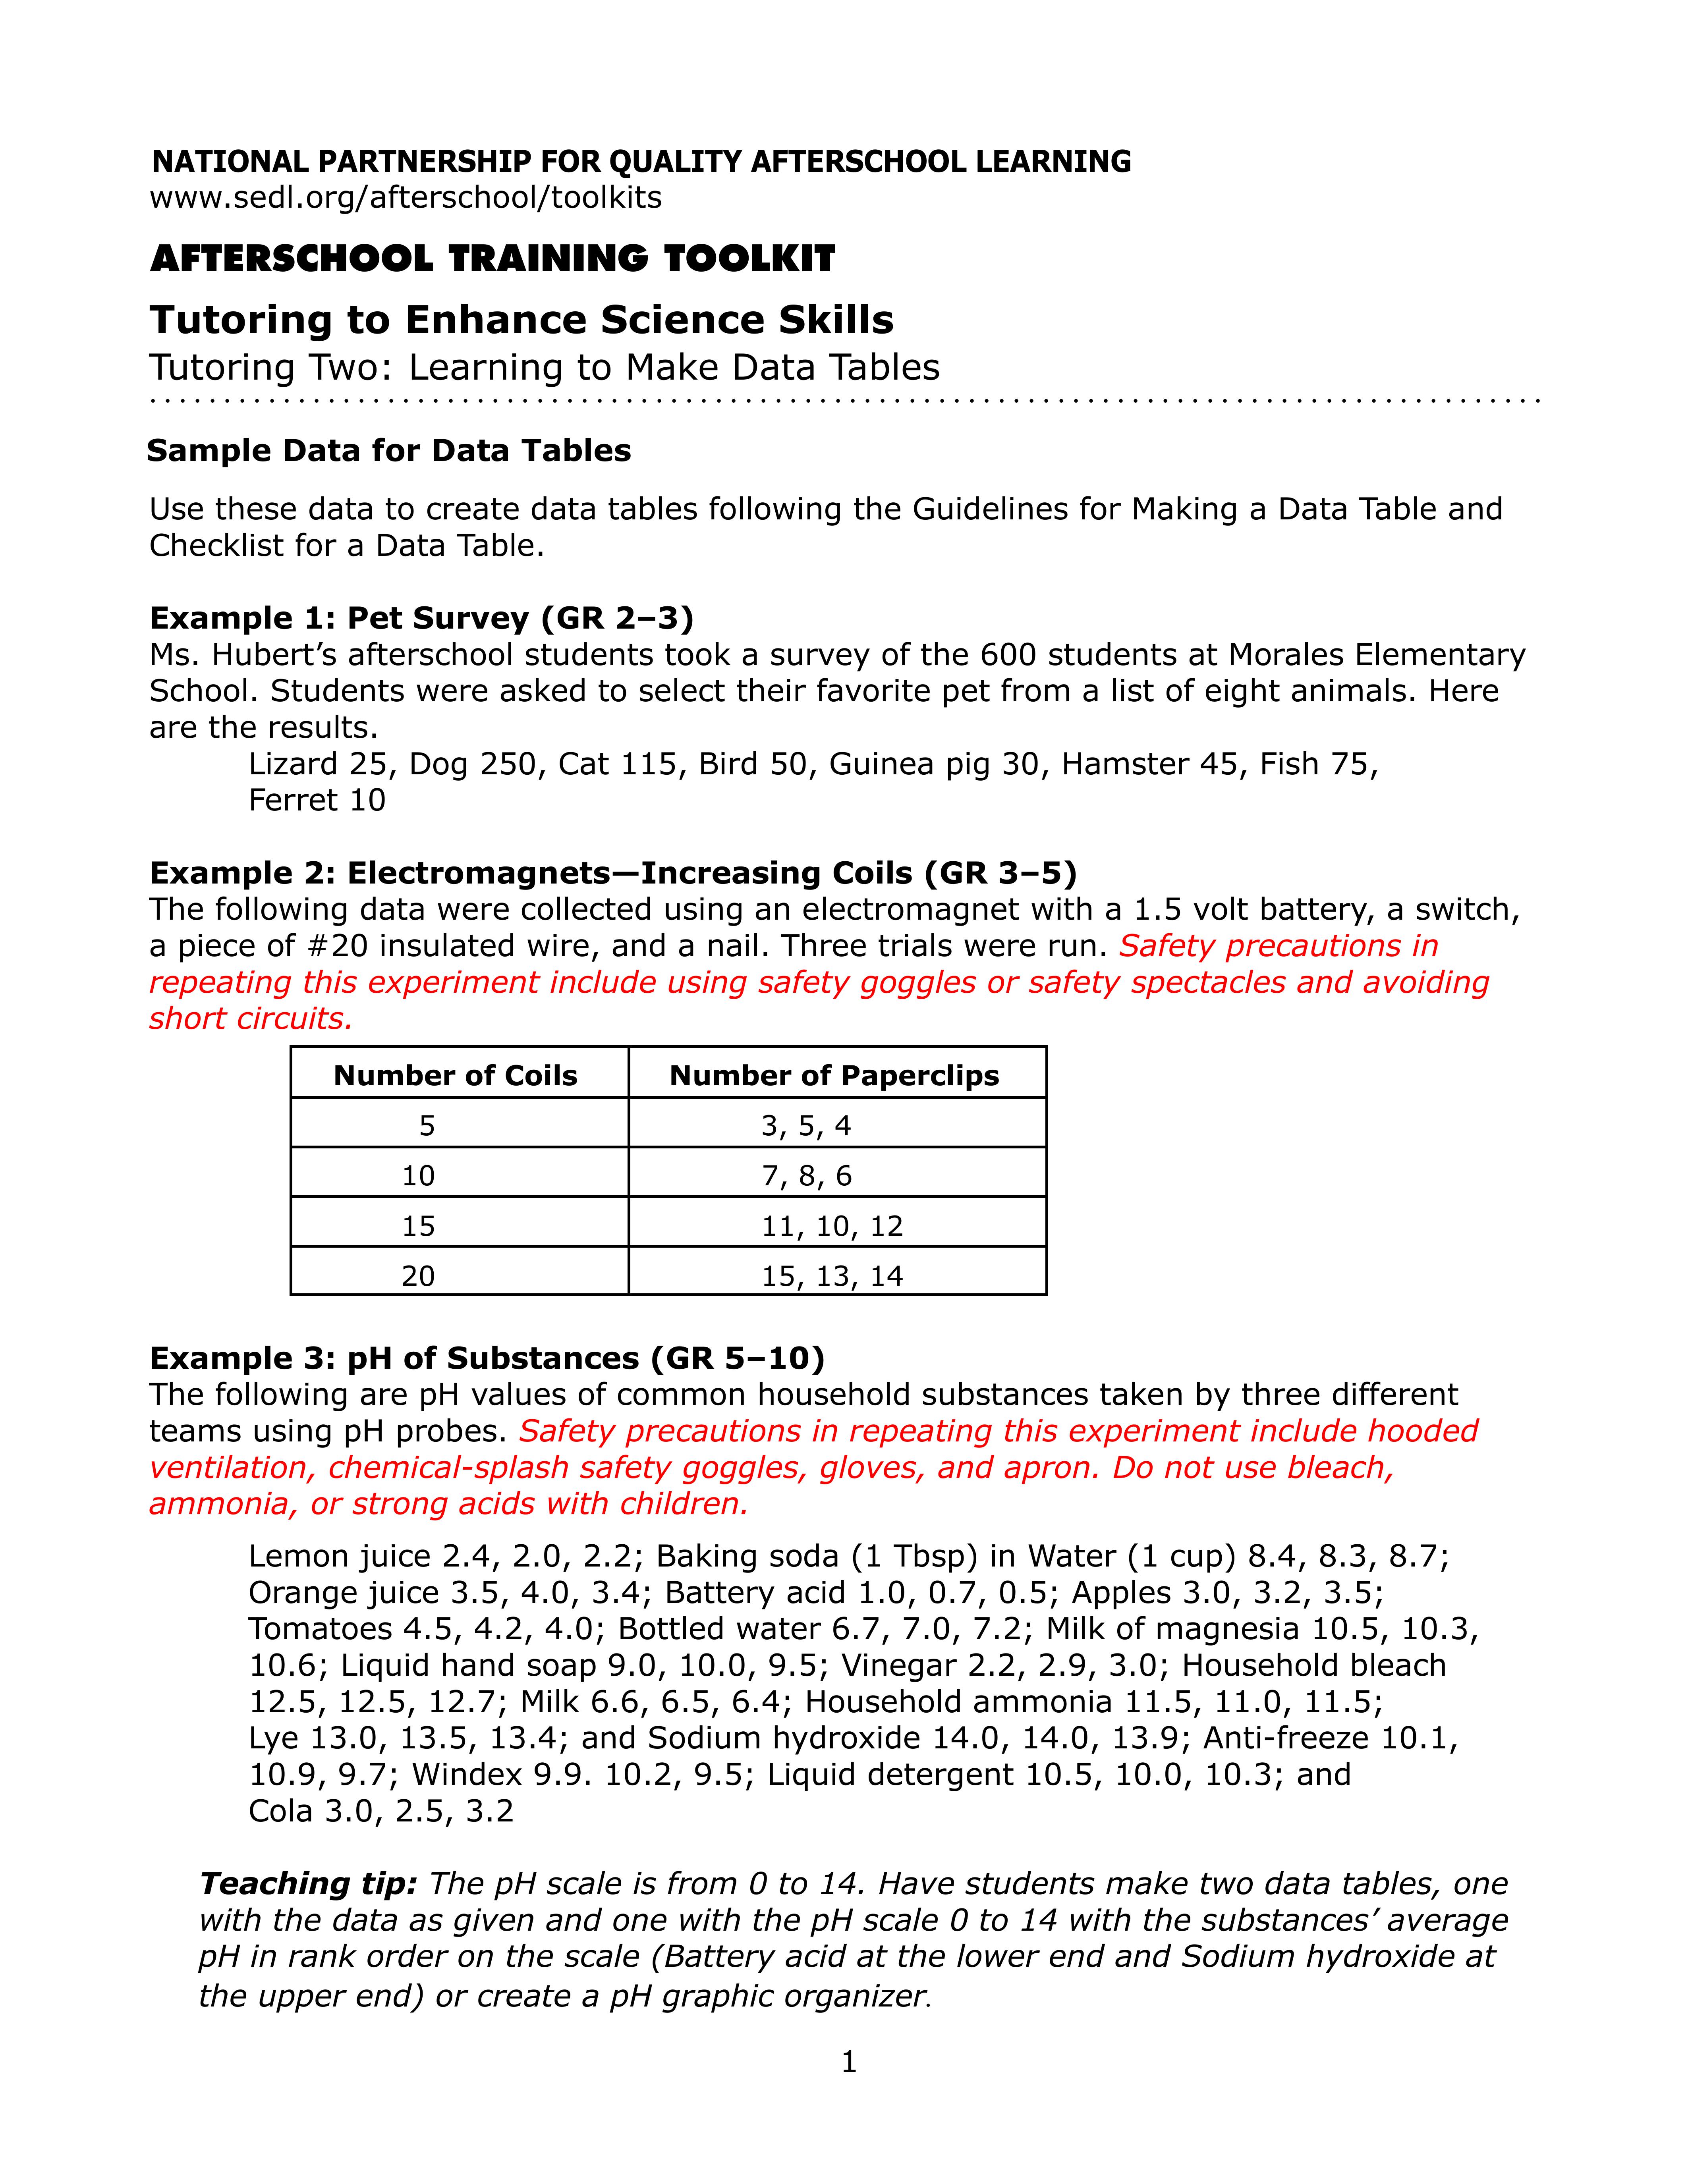 NATIONAL PARTNERSHIP FOR QUALITY AFTERSCHOOL LEARNING
www.sedl.org/afterschool/toolkits
AFTERSCHOOL TRAINING TOOLKIT
Tutoring to Enhance Science Skills
Tutoring Two: Learning to Make Data Tables
Sample Data for Data Tables
Use these data to create data tables following the Guidelines for Making a Data Table and
Checklist for a Data Table.
Example 1: Pet Survey (GR 2–3)
Ms. Hubert’s afterschool students took a survey of the 600 students at Morales Elementary
School. Students were asked to select their favorite pet from a list of eight animals. Here
are the results.
Lizard 25, Dog 250, Cat 115, Bird 50, Guinea pig 30, Hamster 45, Fish 75,
Ferret 10
Example 2: Electromagnets—Increasing Coils (GR 3–5)
The following data were collected using an electromagnet with a 1.5 volt battery, a switch,
a piece of #20 insulated wire, and a nail. Three trials were run. Safety precautions in
repeating this experiment include using safety goggles or safety spectacles and avoiding
short circuits.
Number of Coils Number of Paperclips
5 3, 5, 4
10 7, 8, 6
15 11, 10, 12
20 15, 13, 14
Example 3: pH of Substances (GR 5–10)
The following are pH values of common household substances taken by three different
teams using pH probes. Safety precautions in repeating this experiment include hooded
ventilation, chemical-splash safety goggles, gloves, and apron. Do not use bleach,
ammonia, or strong acids with children.
Lemon juice 2.4, 2.0, 2.2; Baking soda (1 Tbsp) in Water (1 cup) 8.4, 8.3, 8.7;
Orange juice 3.5, 4.0, 3.4; Battery acid 1.0, 0.7, 0.5; Apples 3.0, 3.2, 3.5;
Tomatoes 4.5, 4.2, 4.0; Bottled water 6.7, 7.0, 7.2; Milk of magnesia 10.5, 10.3,
10.6; Liquid hand soap 9.0, 10.0, 9.5; Vinegar 2.2, 2.9, 3.0; Household bleach
12.5, 12.5, 12.7; Milk 6.6, 6.5, 6.4; Household ammonia 11.5, 11.0, 11.5;
Lye 13.0, 13.5, 13.4; and Sodium hydroxide 14.0, 14.0, 13.9; Anti-freeze 10.1,
10.9, 9.7; Windex 9.9. 10.2, 9.5; Liquid detergent 10.5, 10.0, 10.3; and
Cola 3.0, 2.5, 3.2
Teaching tip: The pH scale is from 0 to 14. Have students make two data tables, one
with the data as given and one with the pH scale 0 to 14 with the substances’ average
pH in rank order on the scale (Battery acid at the lower end and Sodium hydroxide at
the upper end) or create a pH graphic organizer.
1